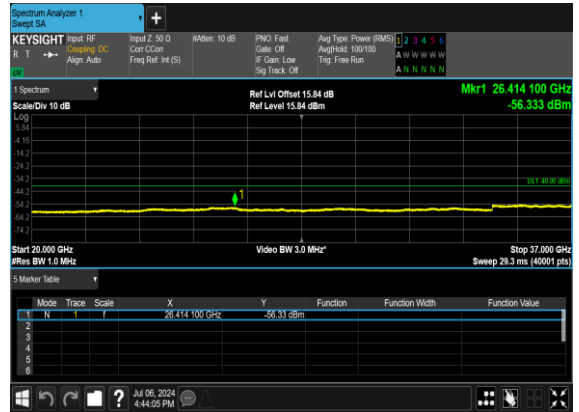 Spectrum Analyzer 1
Swept SA
+
KEYSIGHT Input: RF Input Z: 50 Ω #Atten: 10 dB PNO: Fast Avg Type: Power (RMS) 1 2 3 4 5 6
R T Coupling: DC Corr CCorr Gate: Off Avg|Hold: 100/100 A W W W W W
Align: Auto Freq Ref: Int (S) IF Gain: Low Trig: Free Run
Sig Track: Off A N N N N N
1 Spectrum Ref Lvl Offset 15.84 dB Mkr1 26.414 100 GHz
Scale/Div 10 dB Ref Level 15.84 dBm -56.333 dBm
Log
5.84
-4.16
-14.2
-24.2
-34.2
UL1 -40.00 dBm
-44.2
1
-54.2
-64.2
-74.2
Start 20.000 GHz Video BW 3.0 MHz* Stop 37.000 GHz
#Res BW 1.0 MHz Sweep 29.3 ms (40001 pts)
5 Marker Table
Mode Trace Scale X Y Function Function Width Function Value
1 N 1 f 26.414 100 GHz -56.33 dBm
2
3
4
5
6
? Jul 06, 2024
4:44:05 PM